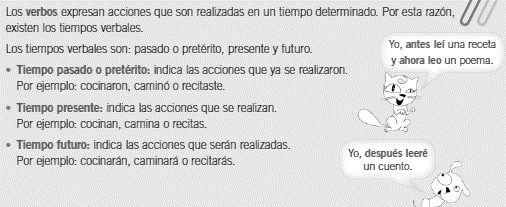 Los verbos expresan acciones que son realizadas en un tiempo determinado. Por esta razón,
existen los tiempos verbales.
Los tiempos verbales son: pasado o pretérito, presente y futuro.
• Tiempo pasado o pretérito: indica las acciones que ya se realizaron.
Por ejemplo: cocinaron, caminó o recitaste.
• Tiempo presente: indica las acciones que se realizan.
Por ejemplo: cocinan, camina o recitas.
• Tiempo futuro: indica las acciones que serán realizadas.
Por ejemplo: cocinarán, caminará o recitarás.
Yo, antes leí una receta
y ahora leo un poema.
Yo, después leeré
un cuento.